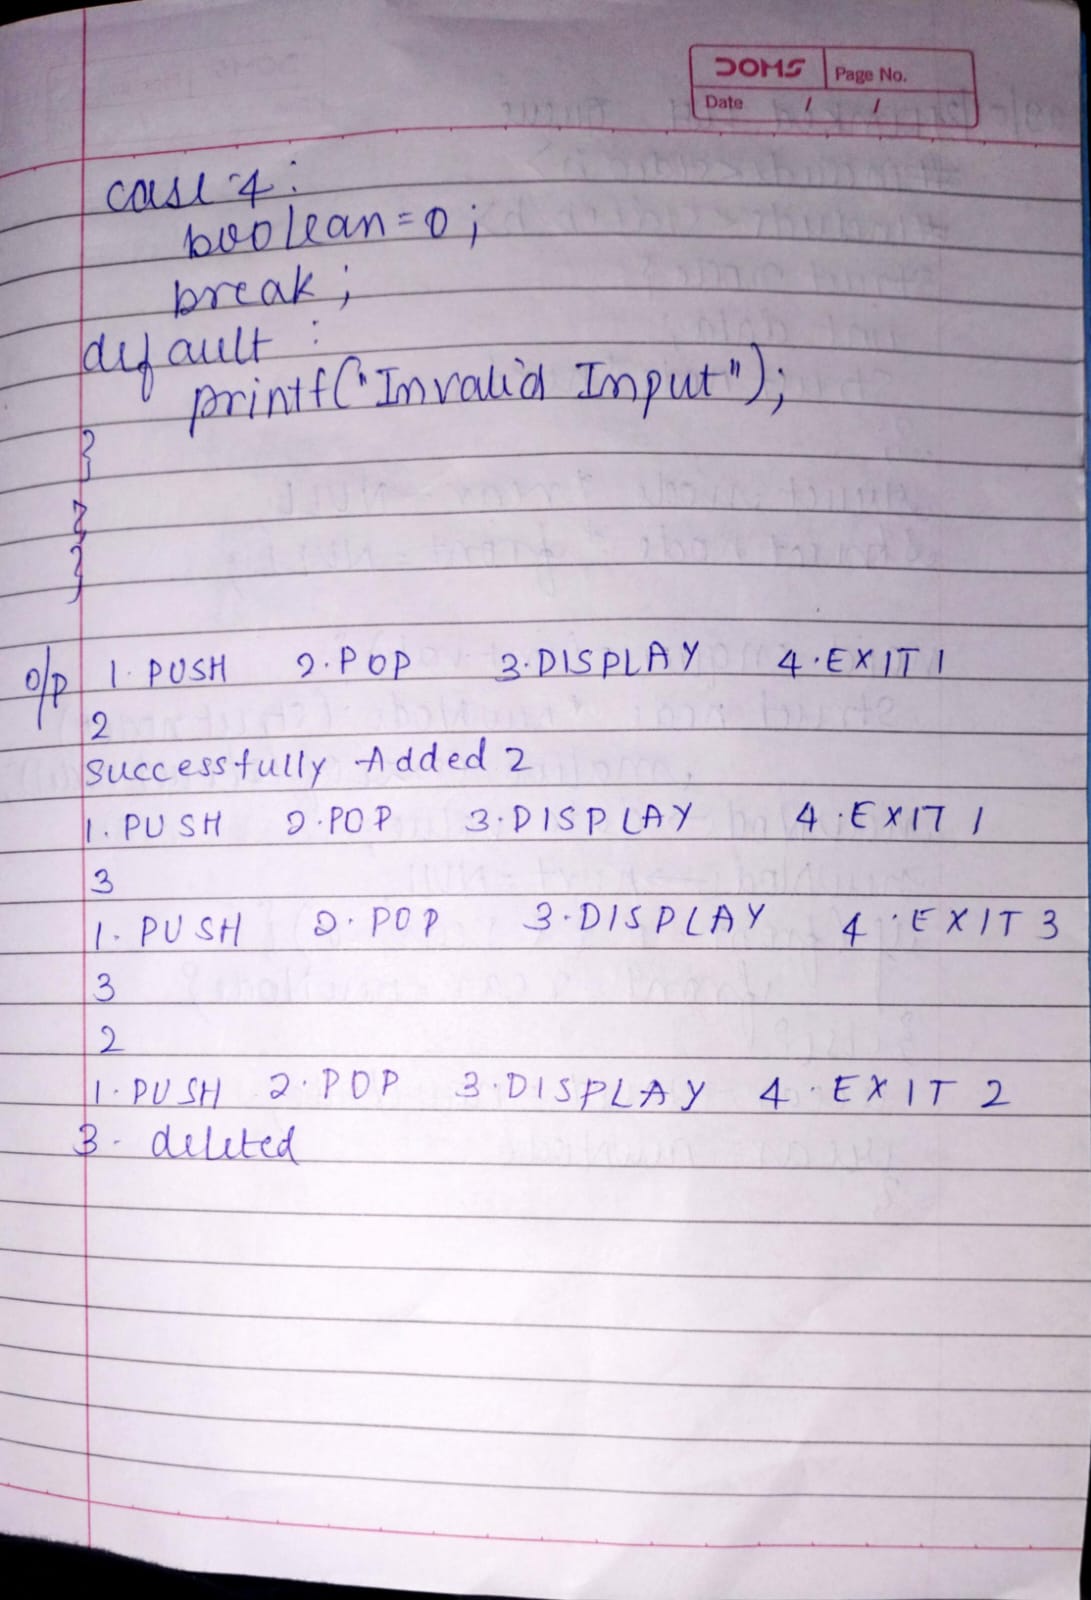 DOMS Page No.
Date / /
case 4:
boolean=0;
break;
default:
printf("Invalid Input");
}
}
}
o/p 1. PUSH 2. POP 3. DISPLAY 4. EXIT 1
2
Successfully Added 2
1. PUSH 2. POP 3. DISPLAY 4. EXIT 1
3
1. PUSH 2. POP 3. DISPLAY 4. EXIT 3
3
2
1. PUSH 2. POP 3. DISPLAY 4. EXIT 2
3. deleted